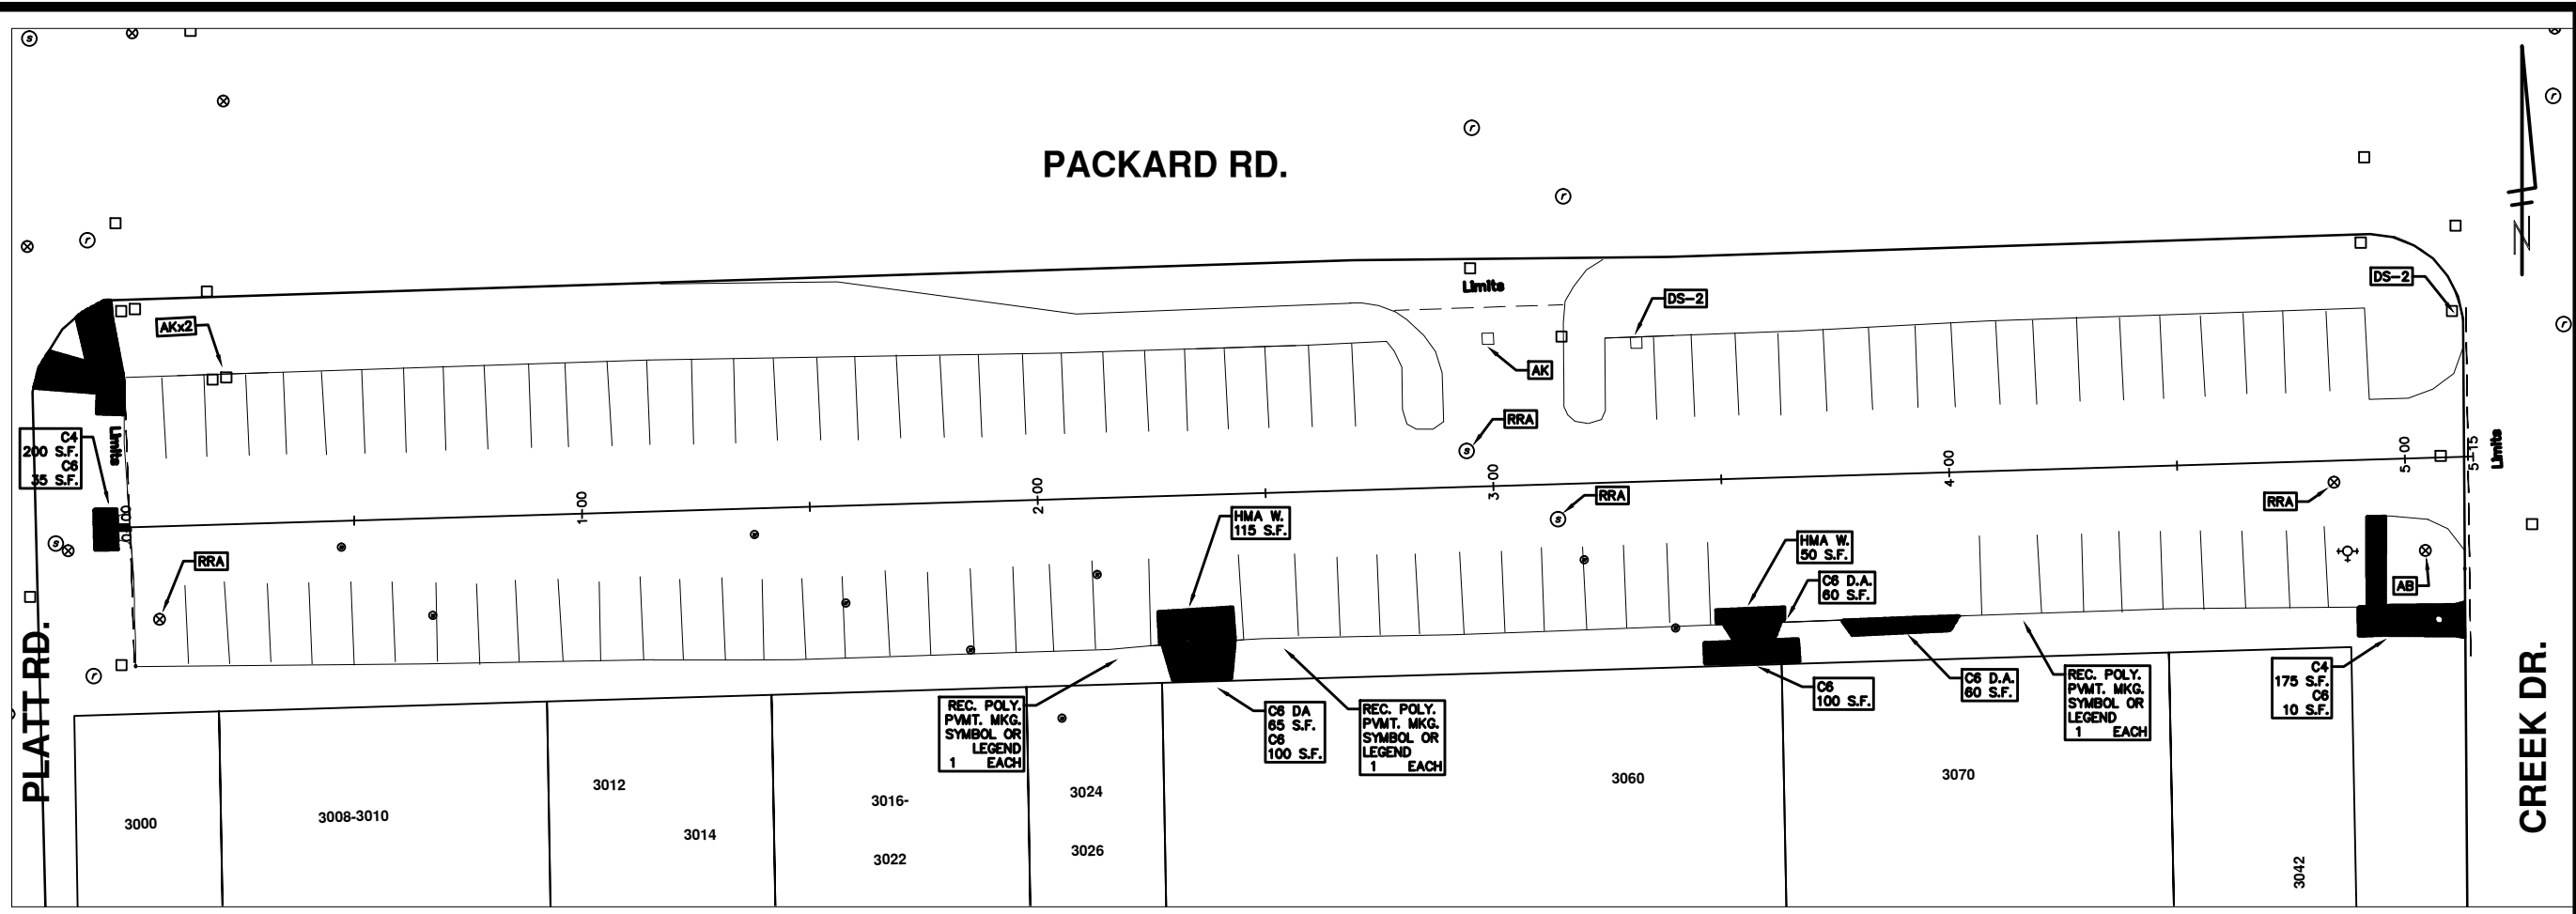 PACKARD RD.
N
Limits
DS-2
DS-2
AKx2
AK
RRA
C4
200 S.F.
C6
35 S.F.
Limits
0+00
1+00
2+00
3+00
4+00
5+00
5+15
Limits
RRA
RRA
RRA
HMA W.
115 S.F.
HMA W.
50 S.F.
C6 D.A.
60 S.F.
AB
PLATT RD.
REC. POLY.
PVMT. MKG.
SYMBOL OR
LEGEND
1 EACH
C6 DA
65 S.F.
C6
100 S.F.
REC. POLY.
PVMT. MKG.
SYMBOL OR
LEGEND
1 EACH
C6
100 S.F.
C6 D.A.
60 S.F.
REC. POLY.
PVMT. MKG.
SYMBOL OR
LEGEND
1 EACH
C4
175 S.F.
C6
10 S.F.
CREEK DR.
3000
3008-3010
3012
3014
3016-
3022
3024
3026
3060
3070
3042